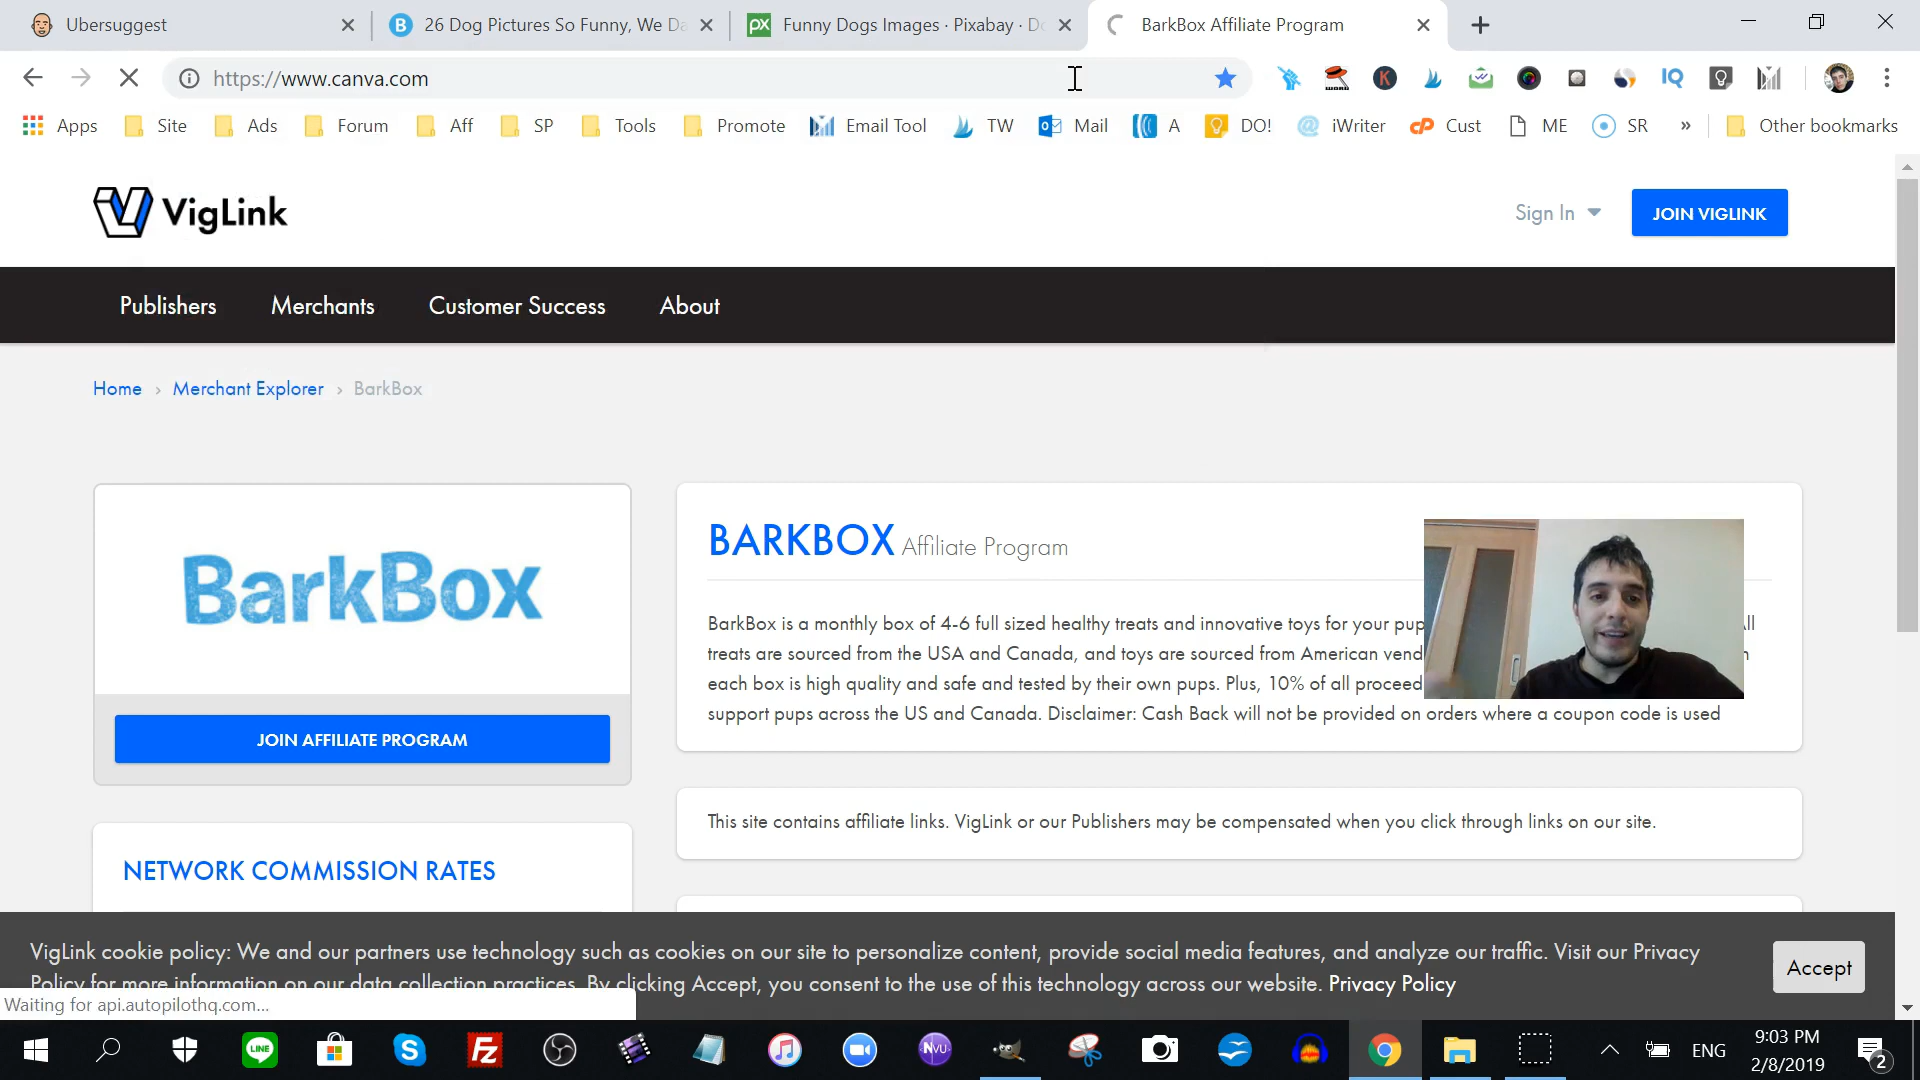 Ubersuggest
26 Dog Pictures So Funny, We Da
Funny Dogs Images · Pixabay · Do
BarkBox Affiliate Program
https://www.canva.com
Apps
Site
Ads
Forum
Aff
SP
Tools
Promote
Email Tool
TW
Mail
A
DO!
iWriter
Cust
ME
SR
»
Other bookmarks
VigLink
Sign In
JOIN VIGLINK
Publishers
Merchants
Customer Success
About
Home › Merchant Explorer › BarkBox
BarkBox
JOIN AFFILIATE PROGRAM
NETWORK COMMISSION RATES
BARKBOX Affiliate Program
BarkBox is a monthly box of 4-6 full sized healthy treats and innovative toys for your pup
treats are sourced from the USA and Canada, and toys are sourced from American vend
each box is high quality and safe and tested by their own pups. Plus, 10% of all proceed
support pups across the US and Canada. Disclaimer: Cash Back will not be provided on orders where a coupon code is used
This site contains affiliate links. VigLink or our Publishers may be compensated when you click through links on our site.
VigLink cookie policy: We and our partners use technology such as cookies on our site to personalize content, provide social media features, and analyze our traffic. Visit our Privacy
Policy for more information on our data collection practices. By clicking Accept, you consent to the use of this technology across our website. Privacy Policy
Accept
Waiting for api.autopilothq.com...
ENG
9:03 PM
2/8/2019
2